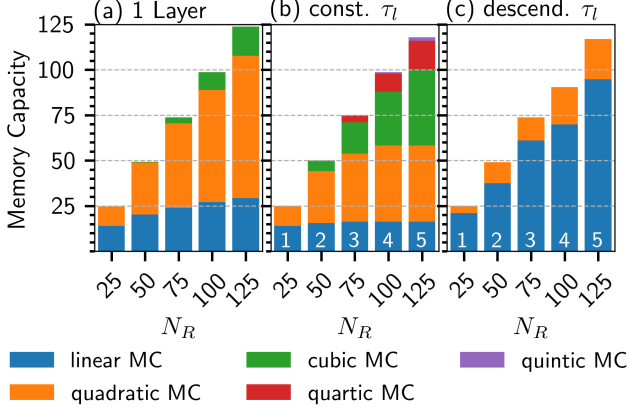 (a) 1 Layer
(b) const. τ_l
(c) descend. τ_l
Memory Capacity
125
100
75
50
25
1 2 3 4 5
1 2 3 4 5
25 50 75 100 125
25 50 75 100 125
25 50 75 100 125
N_R
N_R
N_R
linear MC
cubic MC
quintic MC
quadratic MC
quartic MC